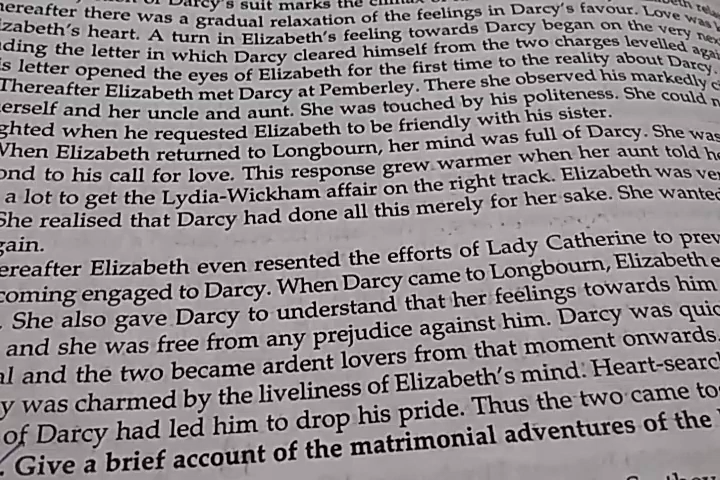 Darcy's suit marks the
hereafter there was a gradual relaxation of the feelings in Darcy's favour. Love was
izabeth's heart. A turn in Elizabeth's feeling towards Darcy began on the very
ding the letter in which Darcy cleared himself from the two charges levelled
is letter opened the eyes of Elizabeth for the first time to the reality about Darcy.
Thereafter Elizabeth met Darcy at Pemberley. There she observed his markedly
erself and her uncle and aunt. She was touched by his politeness. She could
ghted when he requested Elizabeth to be friendly with his sister.
When Elizabeth returned to Longbourn, her mind was full of Darcy. She was
ond to his call for love. This response grew warmer when her aunt told
a lot to get the Lydia-Wickham affair on the right track. Elizabeth was
She realised that Darcy had done all this merely for her sake. She wanted
gain.
ereafter Elizabeth even resented the efforts of Lady Catherine to prev
coming engaged to Darcy. When Darcy came to Longbourn, Elizabeth e
. She also gave Darcy to understand that her feelings towards him
and she was free from any prejudice against him. Darcy was quic
al and the two became ardent lovers from that moment onwards.
y was charmed by the liveliness of Elizabeth's mind. Heart-search
of Darcy had led him to drop his pride. Thus the two came to
. Give a brief account of the matrimonial adventures of the